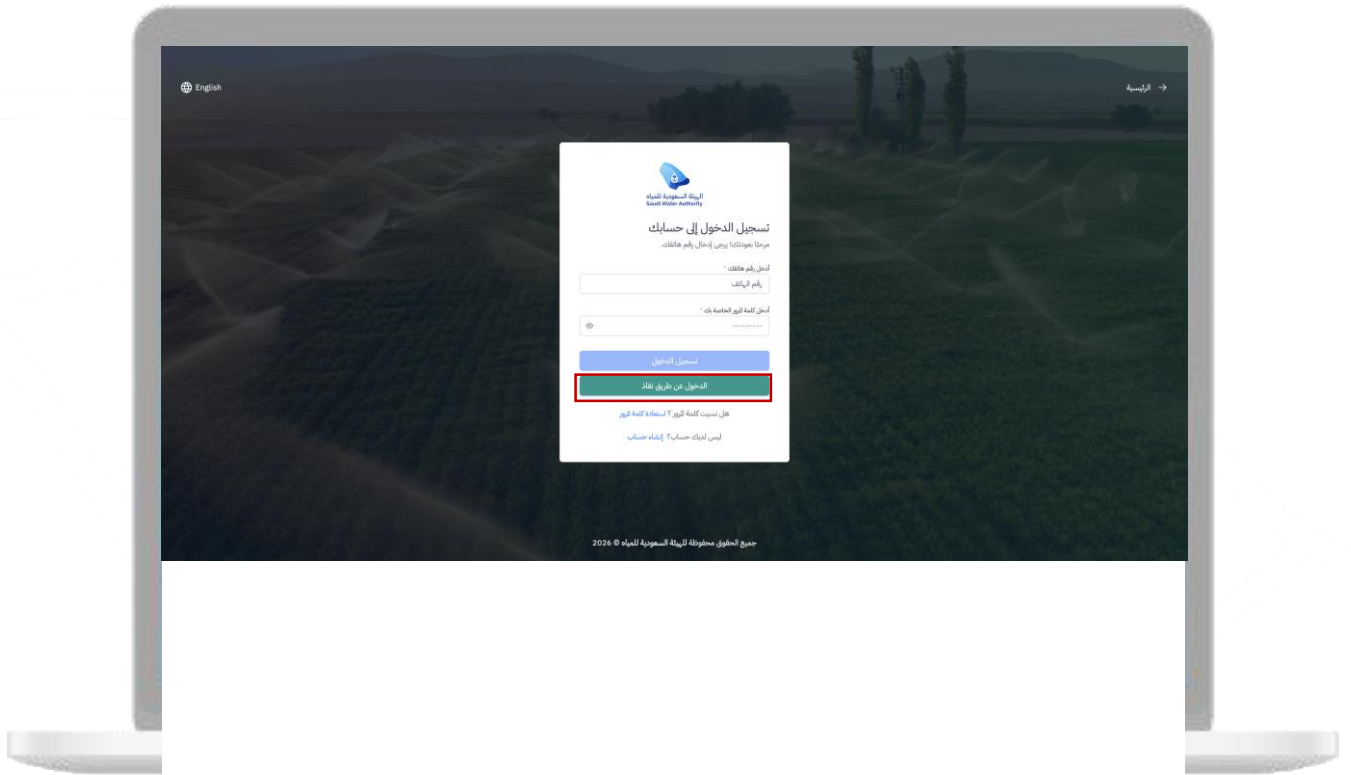 الرئيسية
English
الهيئة السعودية للمياه
Saudi Water Authority
تسجيل الدخول إلى حسابك
مرحبًا بعودتك! يرجى إدخال رقم هاتفك.
أدخل رقم هاتفك *
رقم الهاتف
أدخل كلمة المرور الخاصة بك *
تسجيل الدخول
الدخول عن طريق نفاذ
هل نسيت كلمة المرور ؟ استعادة كلمة المرور
ليس لديك حساب؟ إنشاء حساب
جميع الحقوق محفوظة للهيئة السعودية للمياه © 2026